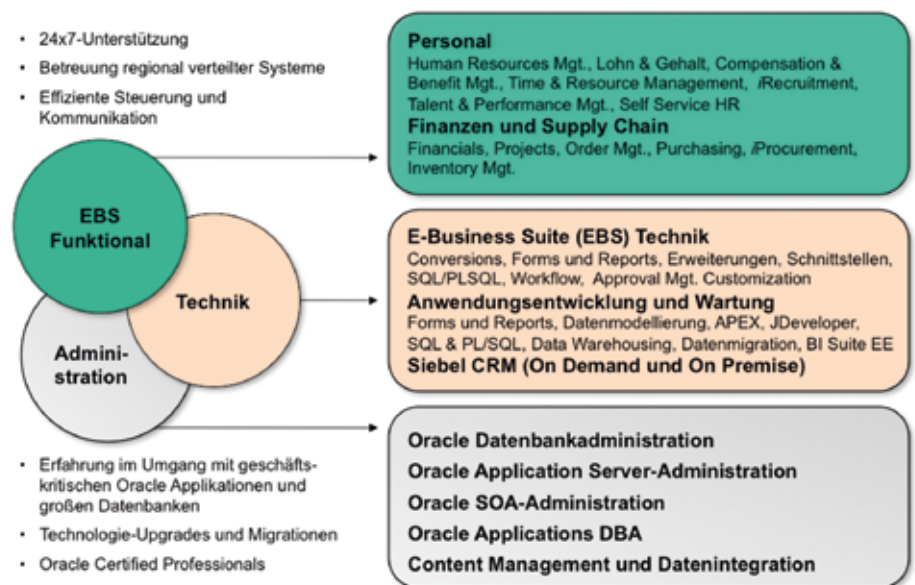 • 24x7-Unterstützung
• Betreuung regional verteilter Systeme
• Effiziente Steuerung und
Kommunikation
EBS
Funktional
Technik
Admini-
stration
• Erfahrung im Umgang mit geschäfts-
kritischen Oracle Applikationen und
großen Datenbanken
• Technologie-Upgrades und Migrationen
• Oracle Certified Professionals
Personal
Human Resources Mgt., Lohn & Gehalt, Compensation &
Benefit Mgt., Time & Resource Management, iRecruitment,
Talent & Performance Mgt., Self Service HR
Finanzen und Supply Chain
Financials, Projects, Order Mgt., Purchasing, iProcurement,
Inventory Mgt.
E-Business Suite (EBS) Technik
Conversions, Forms und Reports, Erweiterungen, Schnittstellen,
SQL/PLSQL, Workflow, Approval Mgt. Customization
Anwendungsentwicklung und Wartung
Forms und Reports, Datenmodellierung, APEX, JDeveloper,
SQL & PL/SQL, Data Warehousing, Datenmigration, BI Suite EE
Siebel CRM (On Demand und On Premise)
Oracle Datenbankadministration
Oracle Application Server-Administration
Oracle SOA-Administration
Oracle Applications DBA
Content Management und Datenintegration